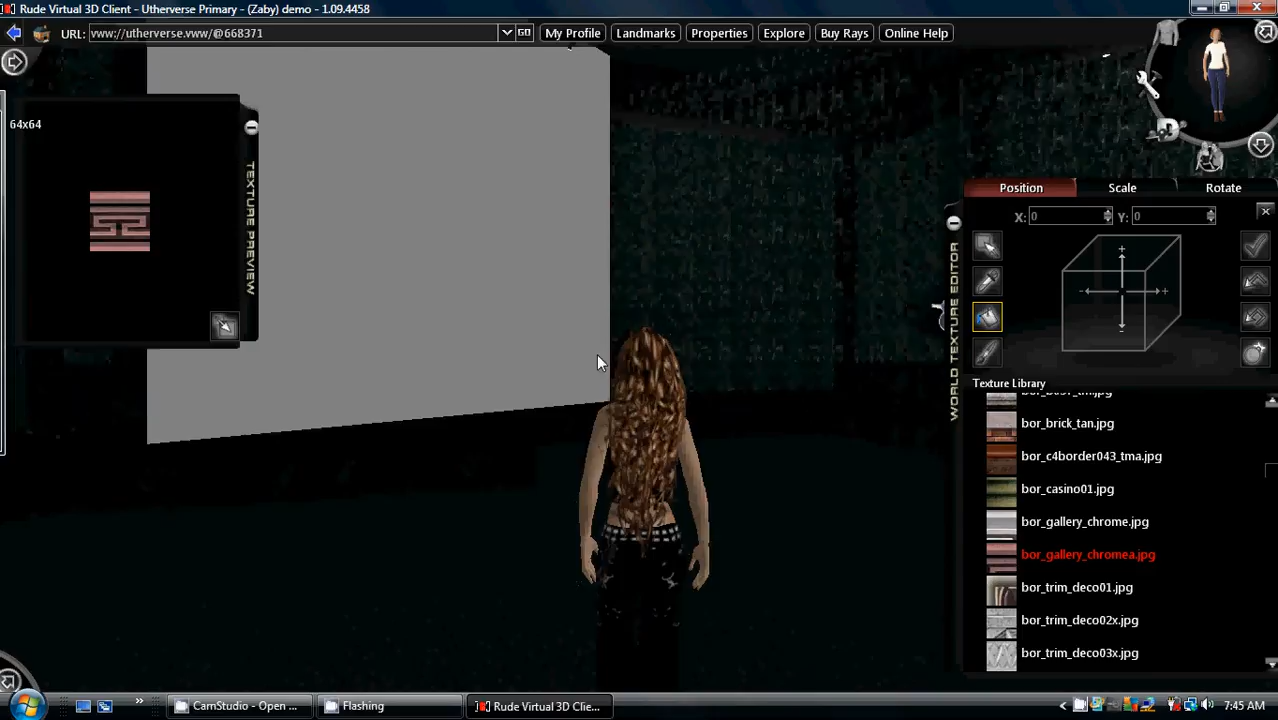 Rude Virtual 3D Client - Utherverse Primary - (Zaby) demo - 1.09.4458
URL: vww://utherverse.vww/@668371 GO My Profile Landmarks Properties Explore Buy Rays Online Help
64x64
TEXTURE PREVIEW
Position Scale Rotate
X: 0 Y: 0
WORLD TEXTURE EDITOR
Texture Library
bor_brick_tan.jpg
bor_c4border043_tma.jpg
bor_casino01.jpg
bor_gallery_chrome.jpg
bor_gallery_chromea.jpg
bor_trim_deco01.jpg
bor_trim_deco02x.jpg
bor_trim_deco03x.jpg
CamStudio - Open ... Flashing Rude Virtual 3D Clie... 7:45 AM